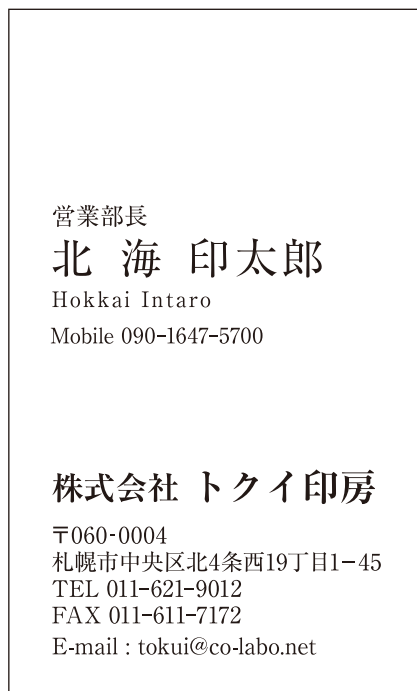 営業部長
北 海 印太郎
Hokkai Intaro
Mobile 090-1647-5700
株式会社 トクイ印房
〒060-0004
札幌市中央区北4条西19丁目1-45
TEL 011-621-9012
FAX 011-611-7172
E-mail : tokui@co-labo.net